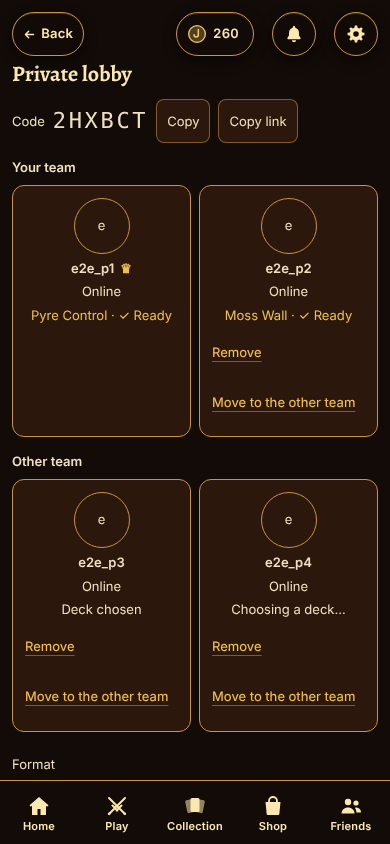 ← Back
J 260
Private lobby
Code 2HXBCT Copy Copy link
Your team
e
e2e_p1
Online
Pyre Control · ✓ Ready
e
e2e_p2
Online
Moss Wall · ✓ Ready
Remove
Move to the other team
Other team
e
e2e_p3
Online
Deck chosen
Remove
Move to the other team
e
e2e_p4
Online
Choosing a deck…
Remove
Move to the other team
Format
Home Play Collection Shop Friends